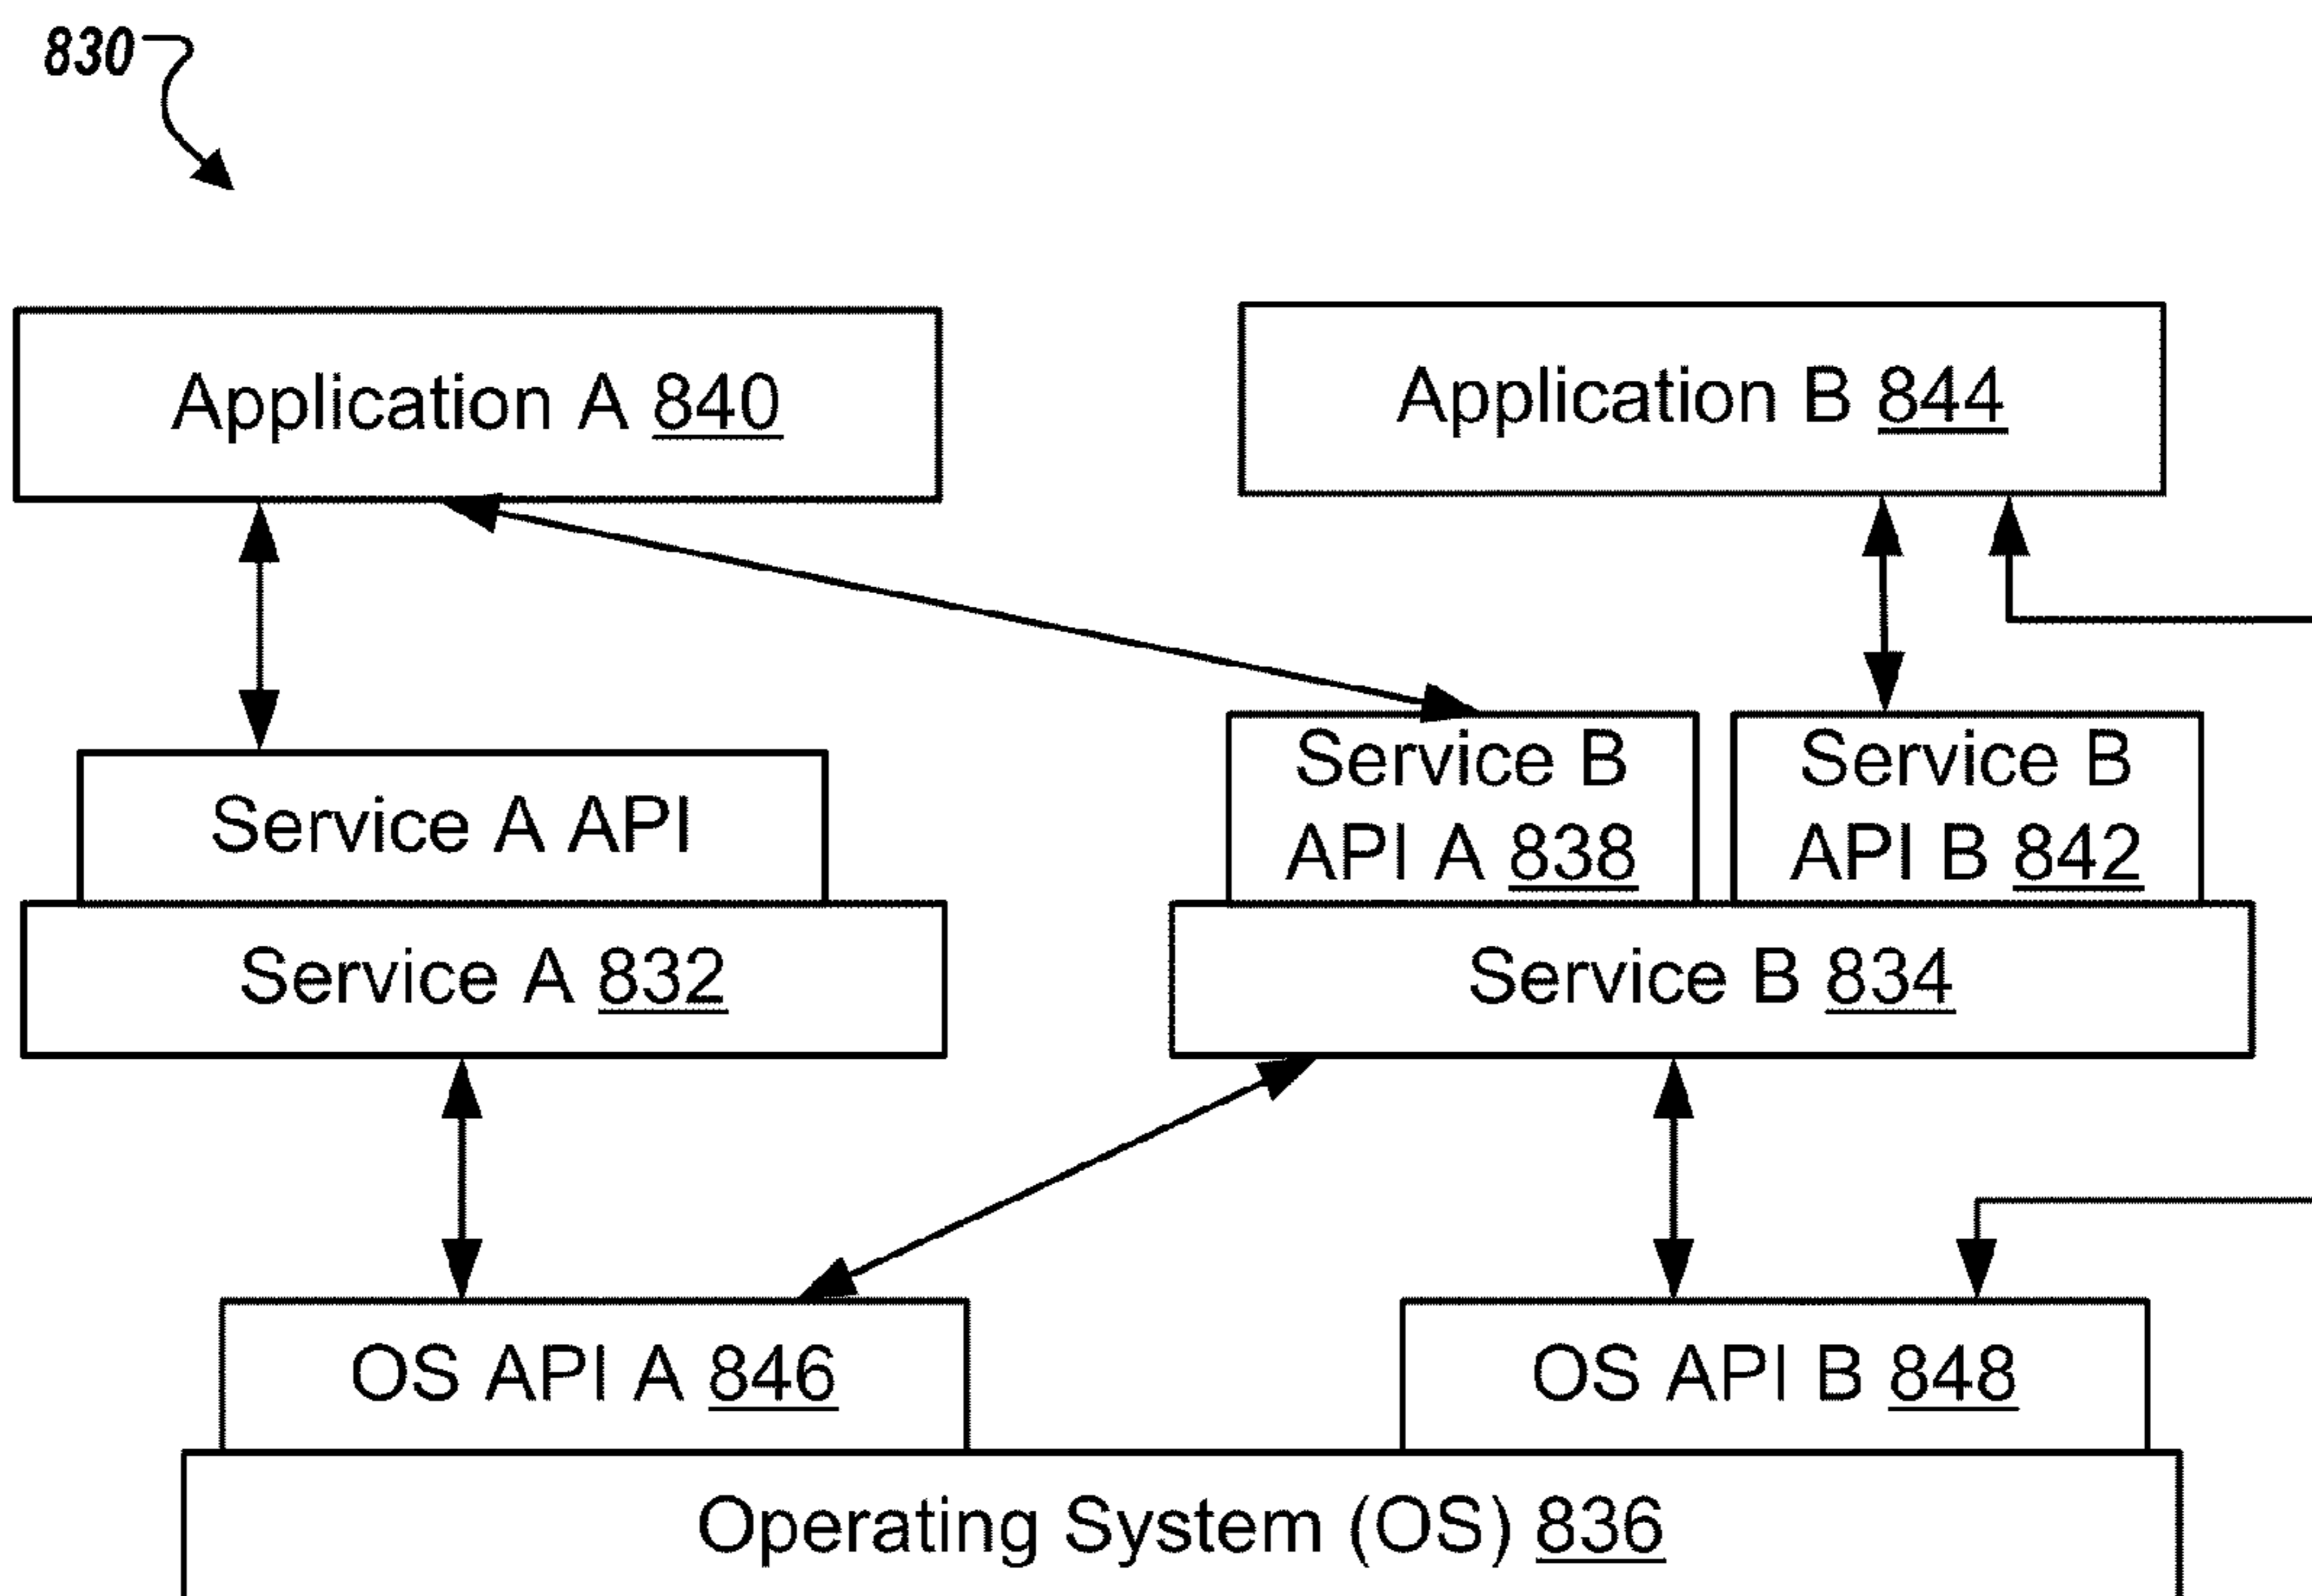 830
Application A 840
Application B 844
Service A API
Service B
API A 838
Service B
API B 842
Service A 832
Service B 834
OS API A 846
OS API B 848
Operating System (OS) 836